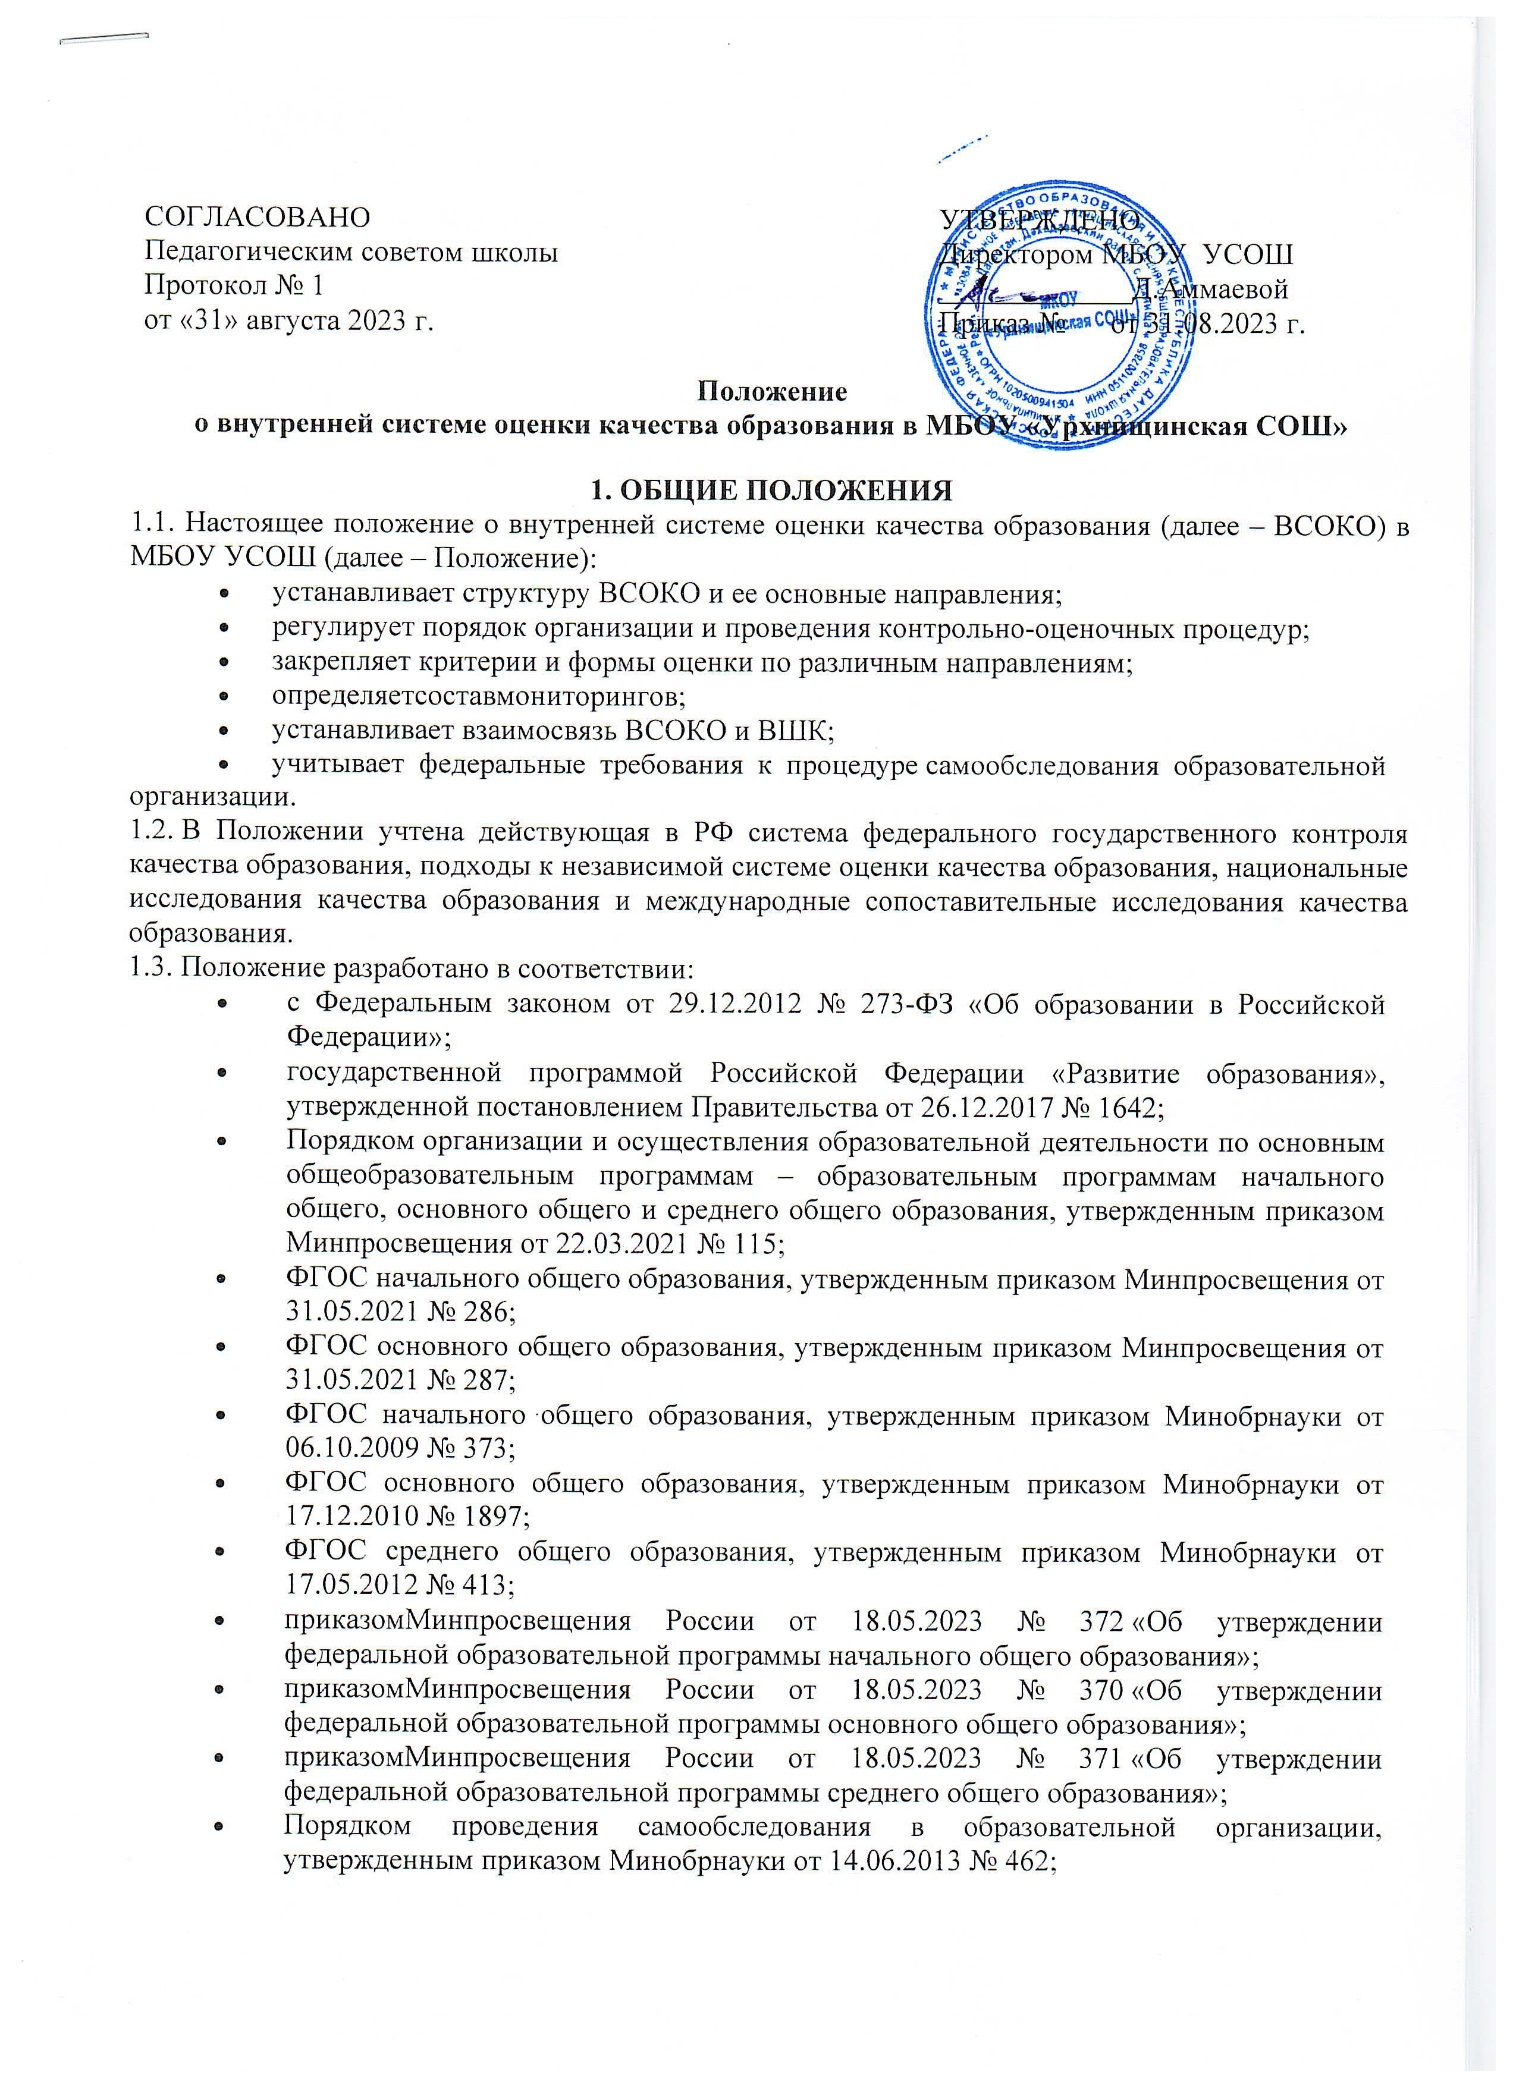 СОГЛАСОВАНО
Педагогическим советом школы
Протокол № 1
от «31» августа 2023 г.
УТВЕРЖДЕНО
Директором МБОУ УСОШ
Д.Аммаевой
Приказ № от 31.08.2023 г.
МКОУ
«Урхнищинская СОШ»
ОГРН 1020500941504 ИНН 0511002858
Положение
о внутренней системе оценки качества образования в МБОУ «Урхнищинская СОШ»
1. ОБЩИЕ ПОЛОЖЕНИЯ
1.1. Настоящее положение о внутренней системе оценки качества образования (далее – ВСОКО) в
МБОУ УСОШ (далее – Положение):
• устанавливает структуру ВСОКО и ее основные направления;
• регулирует порядок организации и проведения контрольно-оценочных процедур;
• закрепляет критерии и формы оценки по различным направлениям;
• определяетсоставмониторингов;
• устанавливает взаимосвязь ВСОКО и ВШК;
• учитывает федеральные требования к процедуре самообследования образовательной
организации.
1.2. В Положении учтена действующая в РФ система федерального государственного контроля
качества образования, подходы к независимой системе оценки качества образования, национальные
исследования качества образования и международные сопоставительные исследования качества
образования.
1.3. Положение разработано в соответствии:
• с Федеральным законом от 29.12.2012 № 273-ФЗ «Об образовании в Российской
Федерации»;
• государственной программой Российской Федерации «Развитие образования»,
утвержденной постановлением Правительства от 26.12.2017 № 1642;
• Порядком организации и осуществления образовательной деятельности по основным
общеобразовательным программам – образовательным программам начального
общего, основного общего и среднего общего образования, утвержденным приказом
Минпросвещения от 22.03.2021 № 115;
• ФГОС начального общего образования, утвержденным приказом Минпросвещения от
31.05.2021 № 286;
• ФГОС основного общего образования, утвержденным приказом Минпросвещения от
31.05.2021 № 287;
• ФГОС начального общего образования, утвержденным приказом Минобрнауки от
06.10.2009 № 373;
• ФГОС основного общего образования, утвержденным приказом Минобрнауки от
17.12.2010 № 1897;
• ФГОС среднего общего образования, утвержденным приказом Минобрнауки от
17.05.2012 № 413;
• приказомМинпросвещения России от 18.05.2023 № 372 «Об утверждении
федеральной образовательной программы начального общего образования»;
• приказомМинпросвещения России от 18.05.2023 № 370 «Об утверждении
федеральной образовательной программы основного общего образования»;
• приказомМинпросвещения России от 18.05.2023 № 371 «Об утверждении
федеральной образовательной программы среднего общего образования»;
• Порядком проведения самообследования в образовательной организации,
утвержденным приказом Минобрнауки от 14.06.2013 № 462;